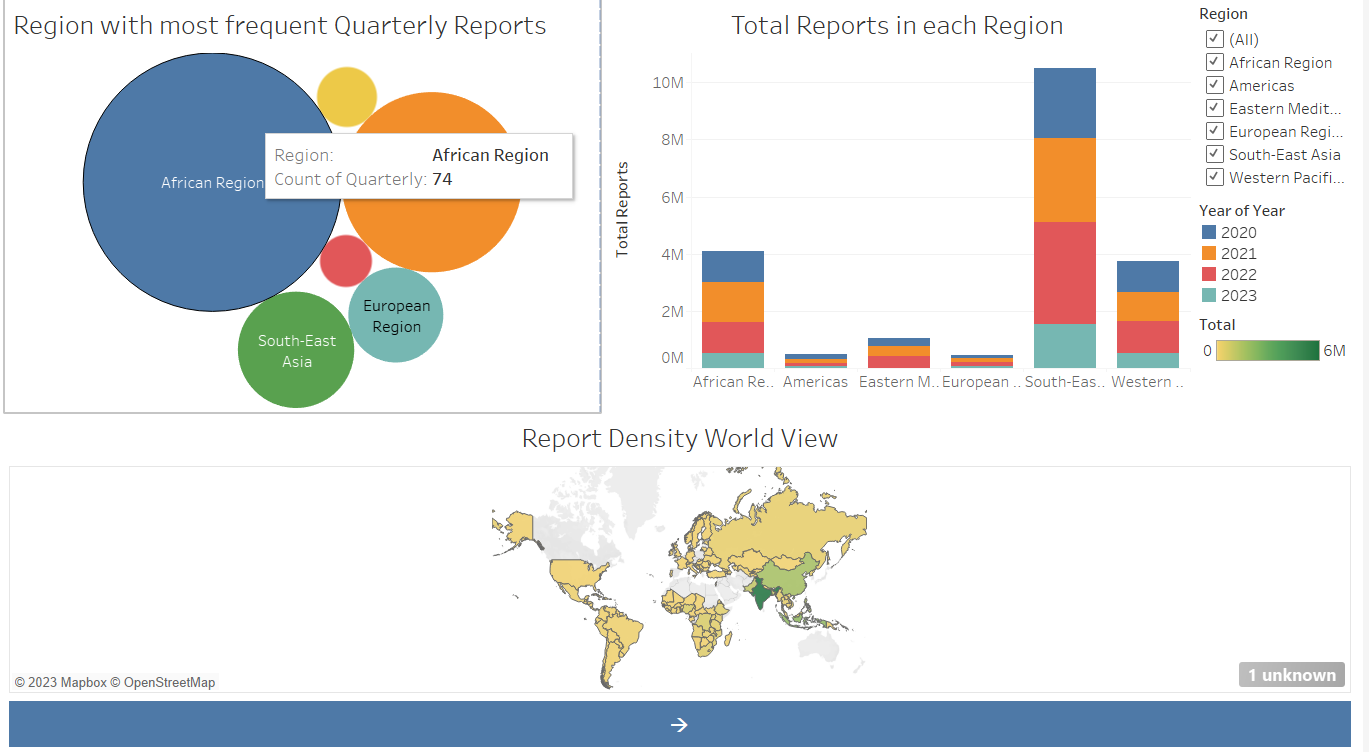 Region with most frequent Quarterly Reports
African Region
Region: African Region
Count of Quarterly: 74
European
Region
South-East
Asia
Total Reports in each Region
Total Reports
10M
8M
6M
4M
2M
0M
African Re..
Americas
Eastern M..
European ..
South-Eas..
Western ..
Region
(All)
African Region
Americas
Eastern Medit...
European Regi...
South-East Asia
Western Pacifi...
Year of Year
2020
2021
2022
2023
Total
0 6M
Report Density World View
© 2023 Mapbox © OpenStreetMap
1 unknown